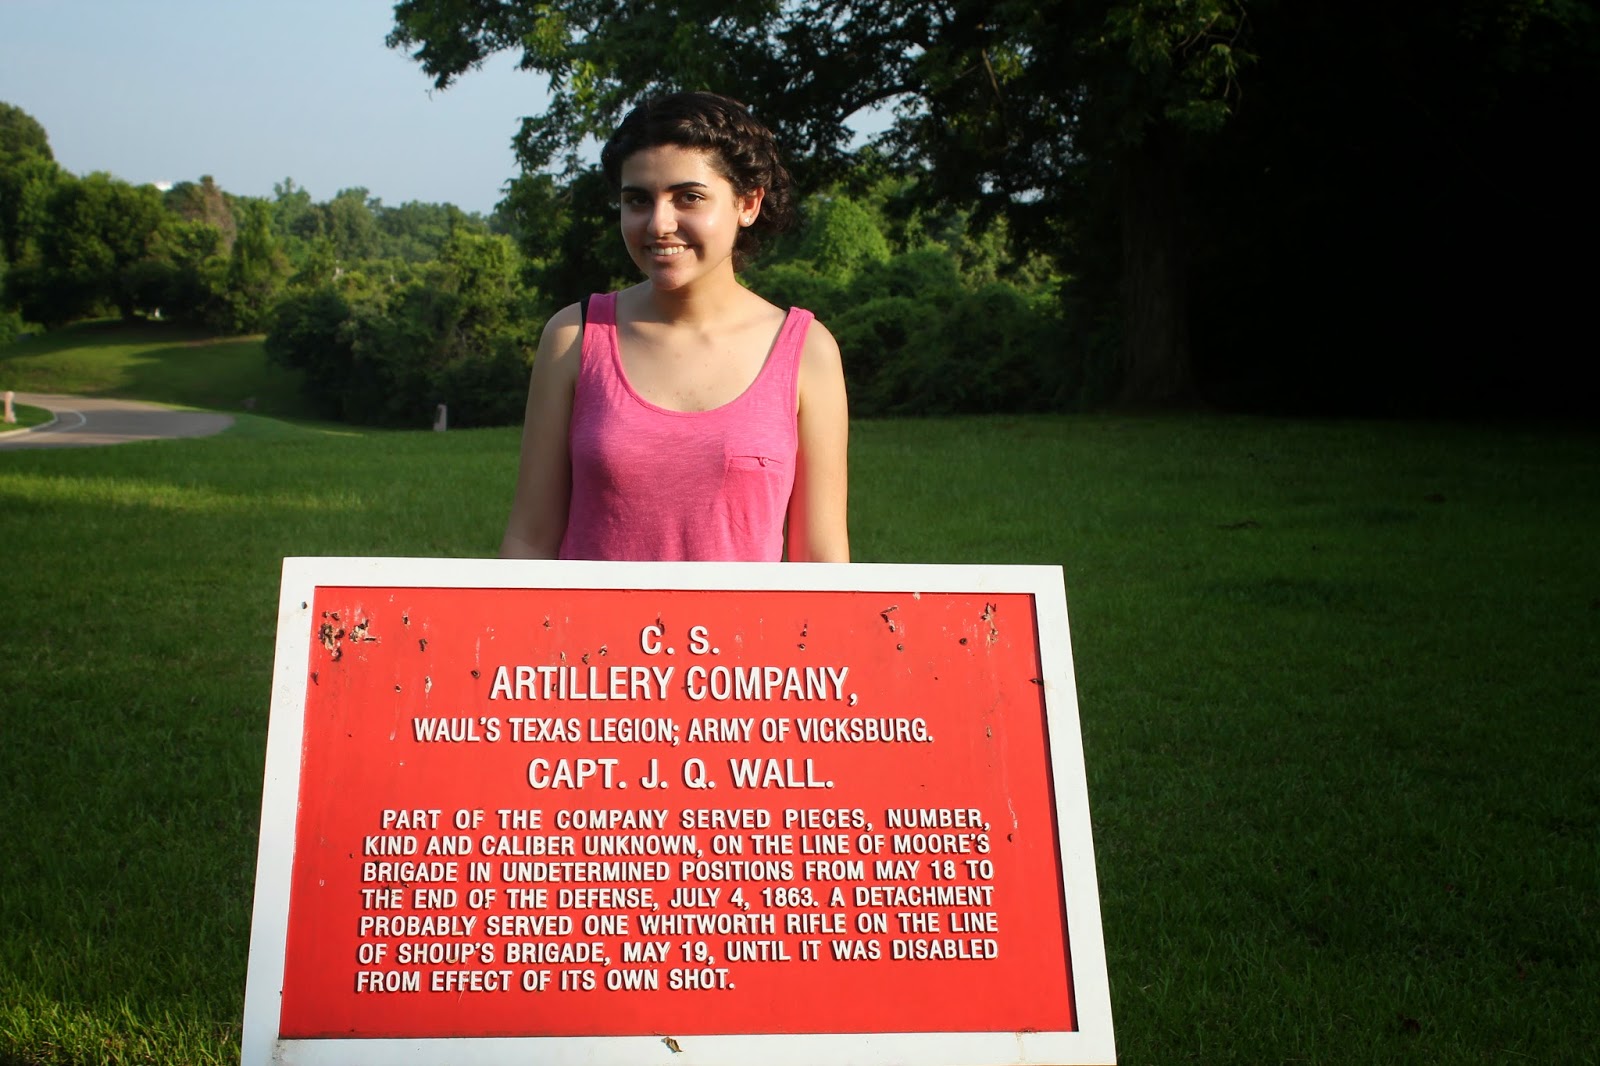 C. S.
ARTILLERY COMPANY,
WAUL'S TEXAS LEGION; ARMY OF VICKSBURG.
CAPT. J. Q. WALL.
PART OF THE COMPANY SERVED PIECES, NUMBER,
KIND AND CALIBER UNKNOWN, ON THE LINE OF MOORE'S
BRIGADE IN UNDETERMINED POSITIONS FROM MAY 18 TO
THE END OF THE DEFENSE, JULY 4, 1863. A DETACHMENT
PROBABLY SERVED ONE WHITWORTH RIFLE ON THE LINE
OF SHOUP'S BRIGADE, MAY 19, UNTIL IT WAS DISABLED
FROM EFFECT OF ITS OWN SHOT.